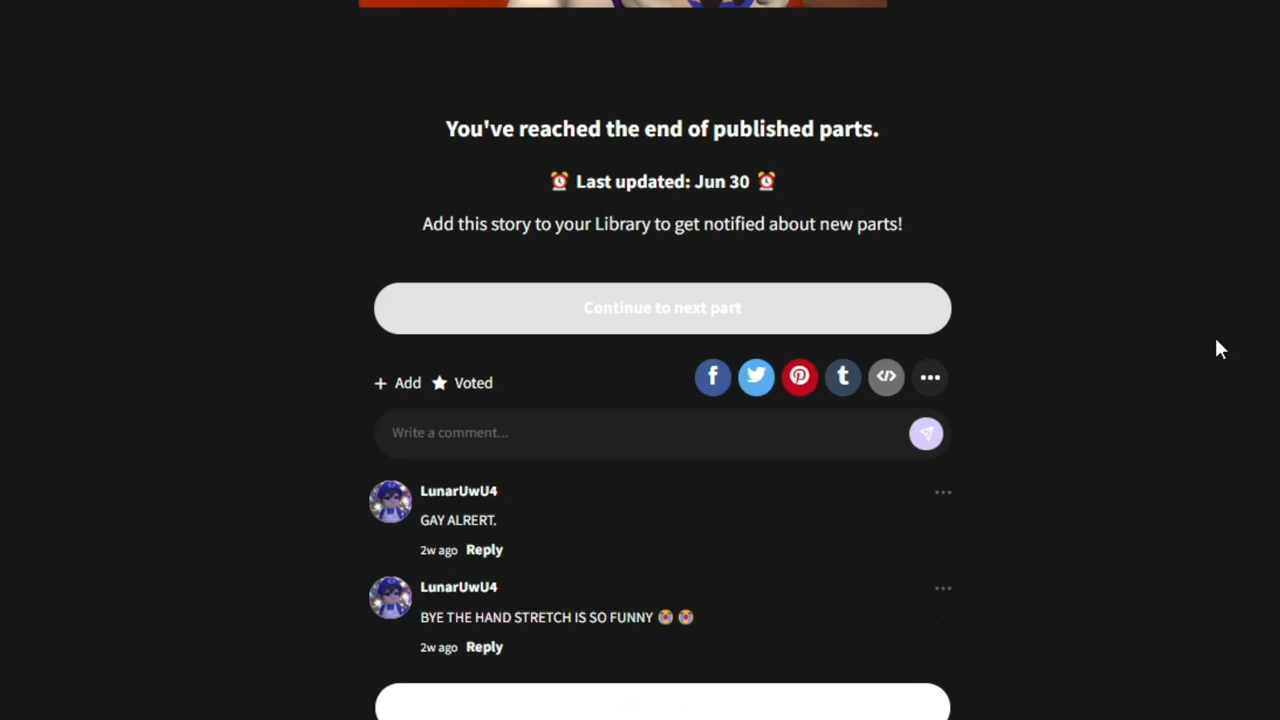 You've reached the end of published parts.
⏰ Last updated: Jun 30 ⏰
Add this story to your Library to get notified about new parts!
Continue to next part
+ Add ★ Voted
Write a comment...
LunarUwU4
GAY ALRERT.
2w ago Reply
LunarUwU4
BYE THE HAND STRETCH IS SO FUNNY 😭 😭
2w ago Reply